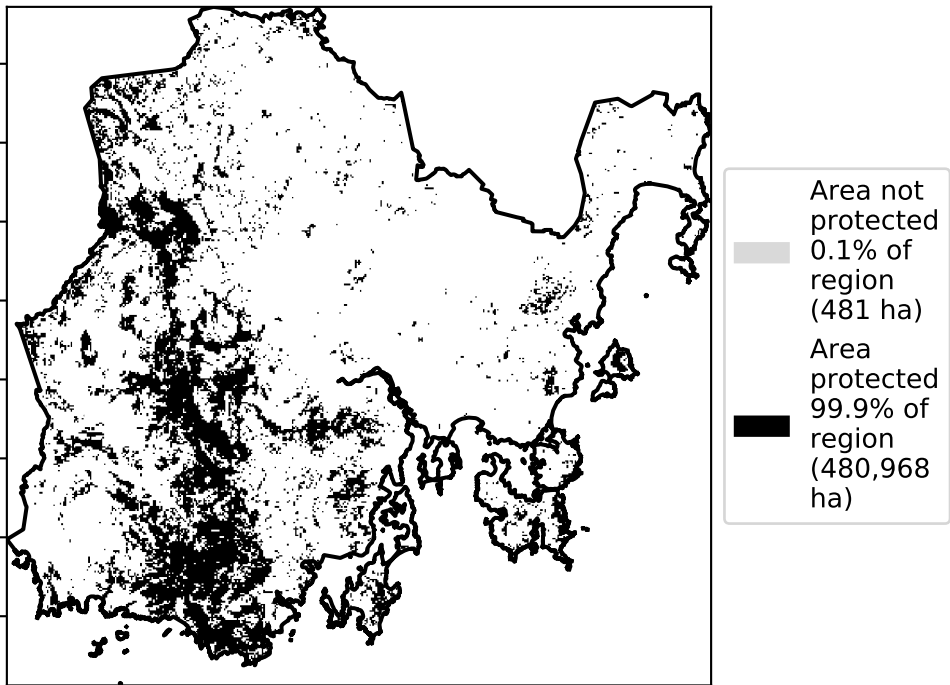 Area not
protected
0.1% of
region
(481 ha)
Area
protected
99.9% of
region
(480,968
ha)